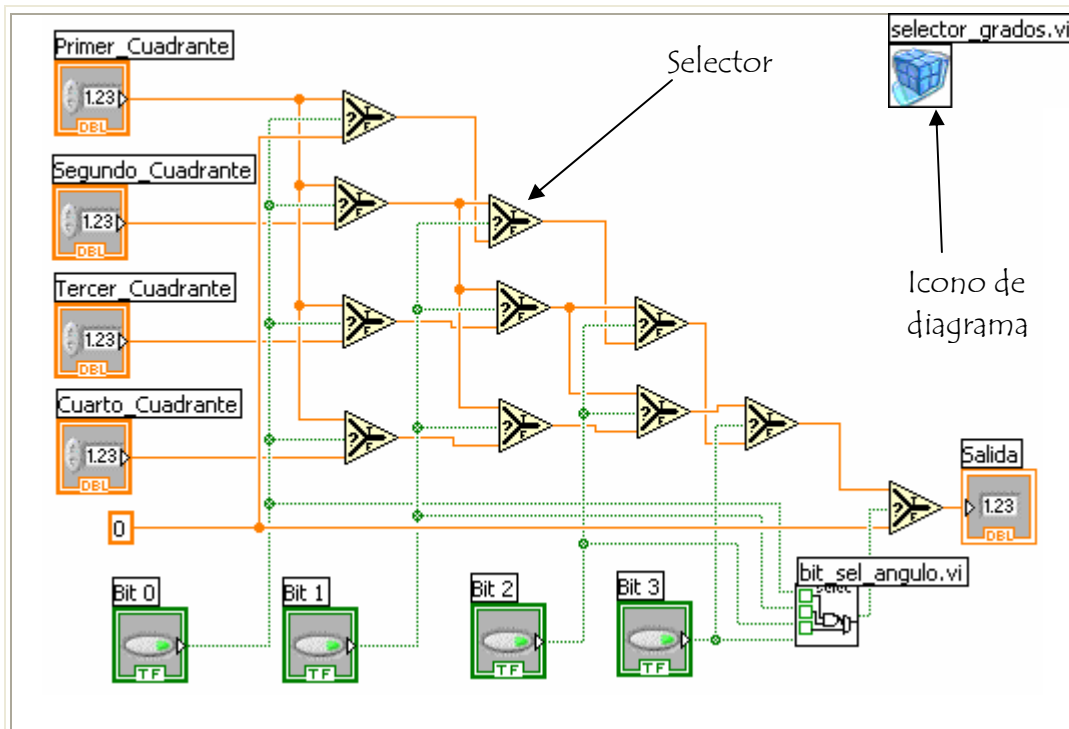 selector_grados.vi
Primer_Cuadrante
1.23
DBL
Selector
Segundo_Cuadrante
1.23
DBL
Tercer_Cuadrante
1.23
DBL
Icono de
diagrama
Cuarto_Cuadrante
1.23
DBL
0
Salida
1.23
DBL
bit_sel_angulo.vi
Bit 0
TF
Bit 1
TF
Bit 2
TF
Bit 3
TF
? T F
? T F
? T F
? T F
? T F
? T F
? T F
? T F
? T F
? T F
? T F